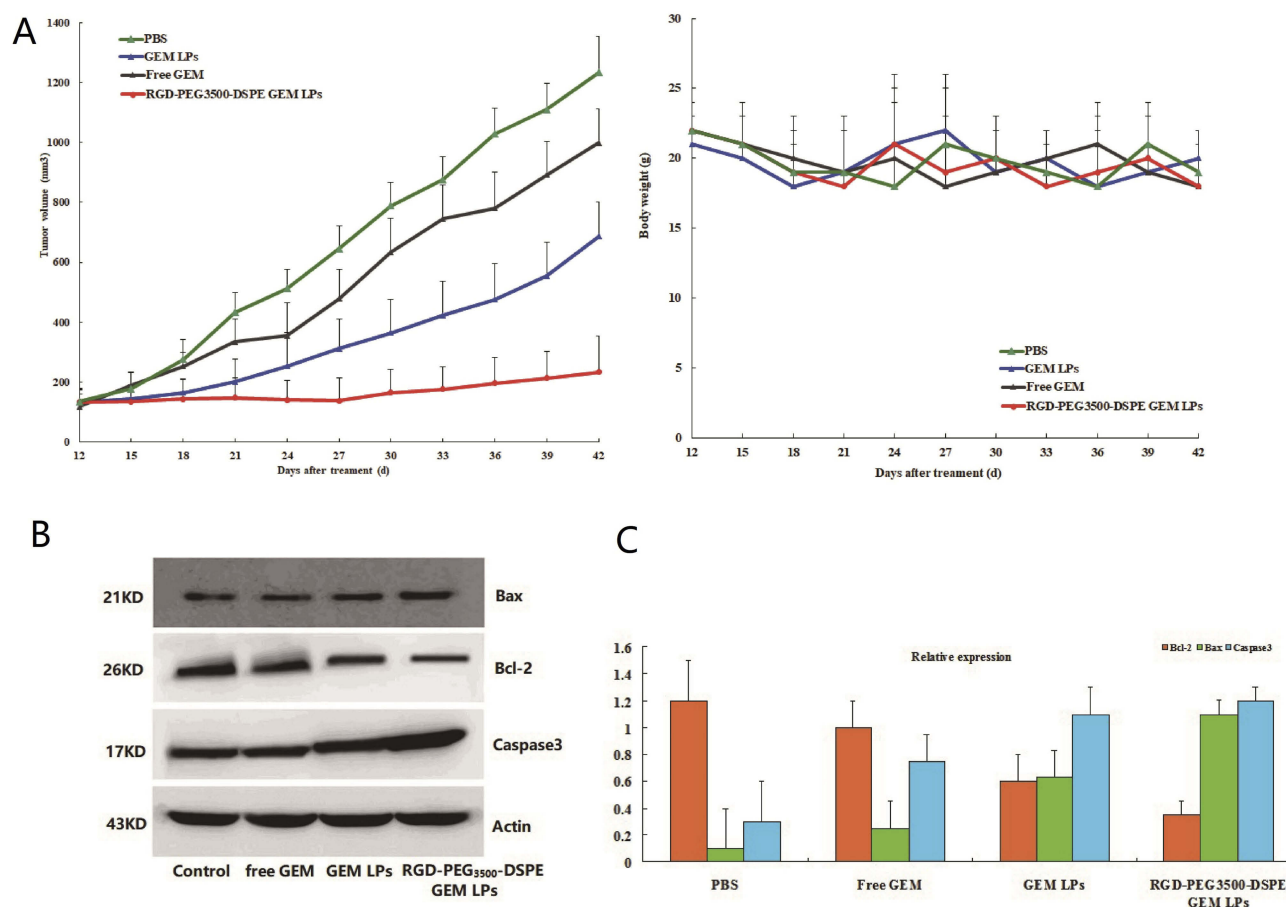 A
1400
1200
1000
800
600
400
200
0
Tumor volume (mm3)
PBS
GEM LPs
Free GEM
RGD-PEG3500-DSPE GEM LPs
12 15 18 21 24 27 30 33 36 39 42
Days after treament (d)
30
25
20
15
10
5
0
Body weight (g)
PBS
GEM LPs
Free GEM
RGD-PEG3500-DSPE GEM LPs
12 15 18 21 24 27 30 33 36 39 42
Days after treament (d)
B
21KD Bax
26KD Bcl-2
17KD Caspase3
43KD Actin
Control free GEM GEM LPs RGD-PEG3500-DSPE
GEM LPs
C
Relative expression
Bcl-2 Bax Caspase3
1.6
1.4
1.2
1
0.8
0.6
0.4
0.2
0
PBS Free GEM GEM LPs RGD-PEG3500-DSPE
GEM LPs